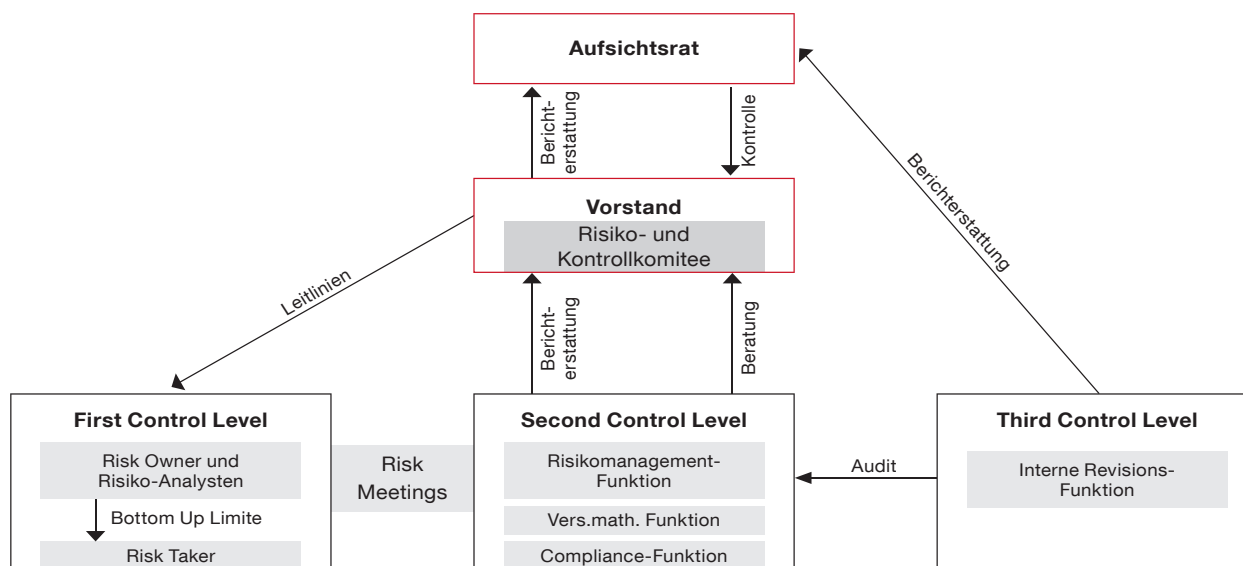 Aufsichtsrat
Bericht-
erstattung
Kontrolle
Berichterstattung
Vorstand
Risiko- und
Kontrollkomitee
Leitlinien
Bericht-
erstattung
Beratung
First Control Level
Risk Owner und
Risiko-Analysten
Bottom Up Limite
Risk Taker
Risk
Meetings
Second Control Level
Risikomanagement-
Funktion
Vers.math. Funktion
Compliance-Funktion
Audit
Third Control Level
Interne Revisions-
Funktion